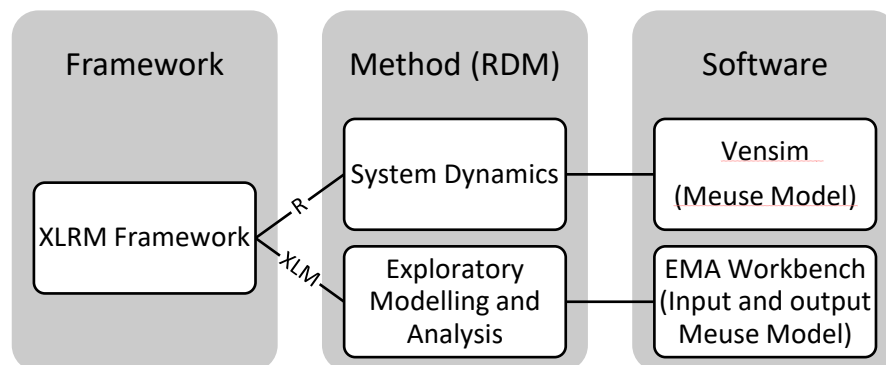 Framework
Method (RDM)
Software
XLRM Framework
R
XLM
System Dynamics
Exploratory
Modelling and
Analysis
Vensim
(Meuse Model)
EMA Workbench
(Input and output
Meuse Model)